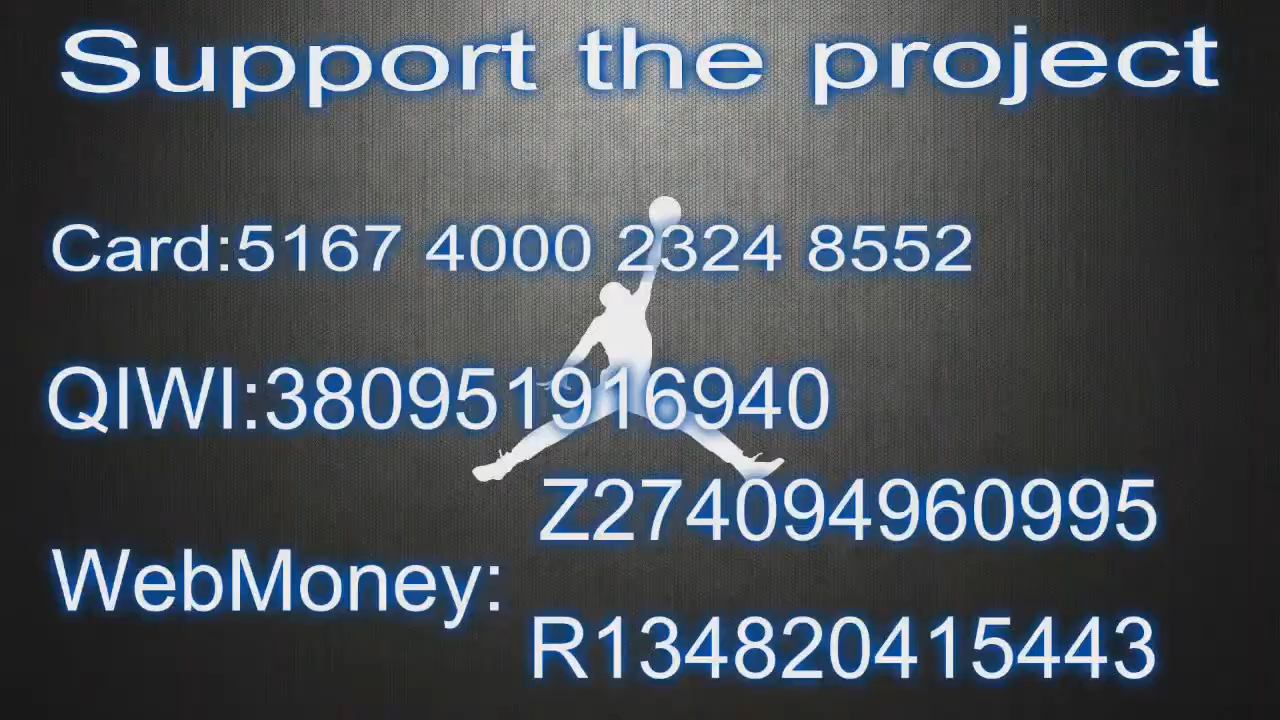 Support the project
Card:5167 4000 2324 8552
QIWI:380951916940
Z274094960995
WebMoney:
R134820415443